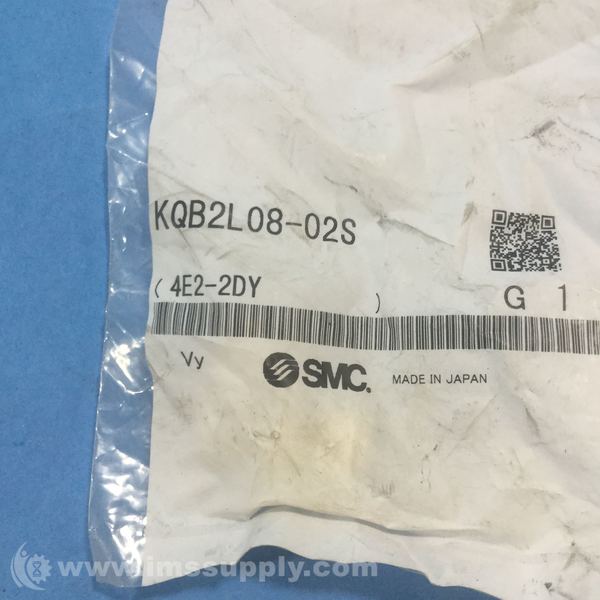 KQB2L08-02S
( 4E2-2DY )
G 1
Vy
SMC.
MADE IN JAPAN
www.imssupply.com